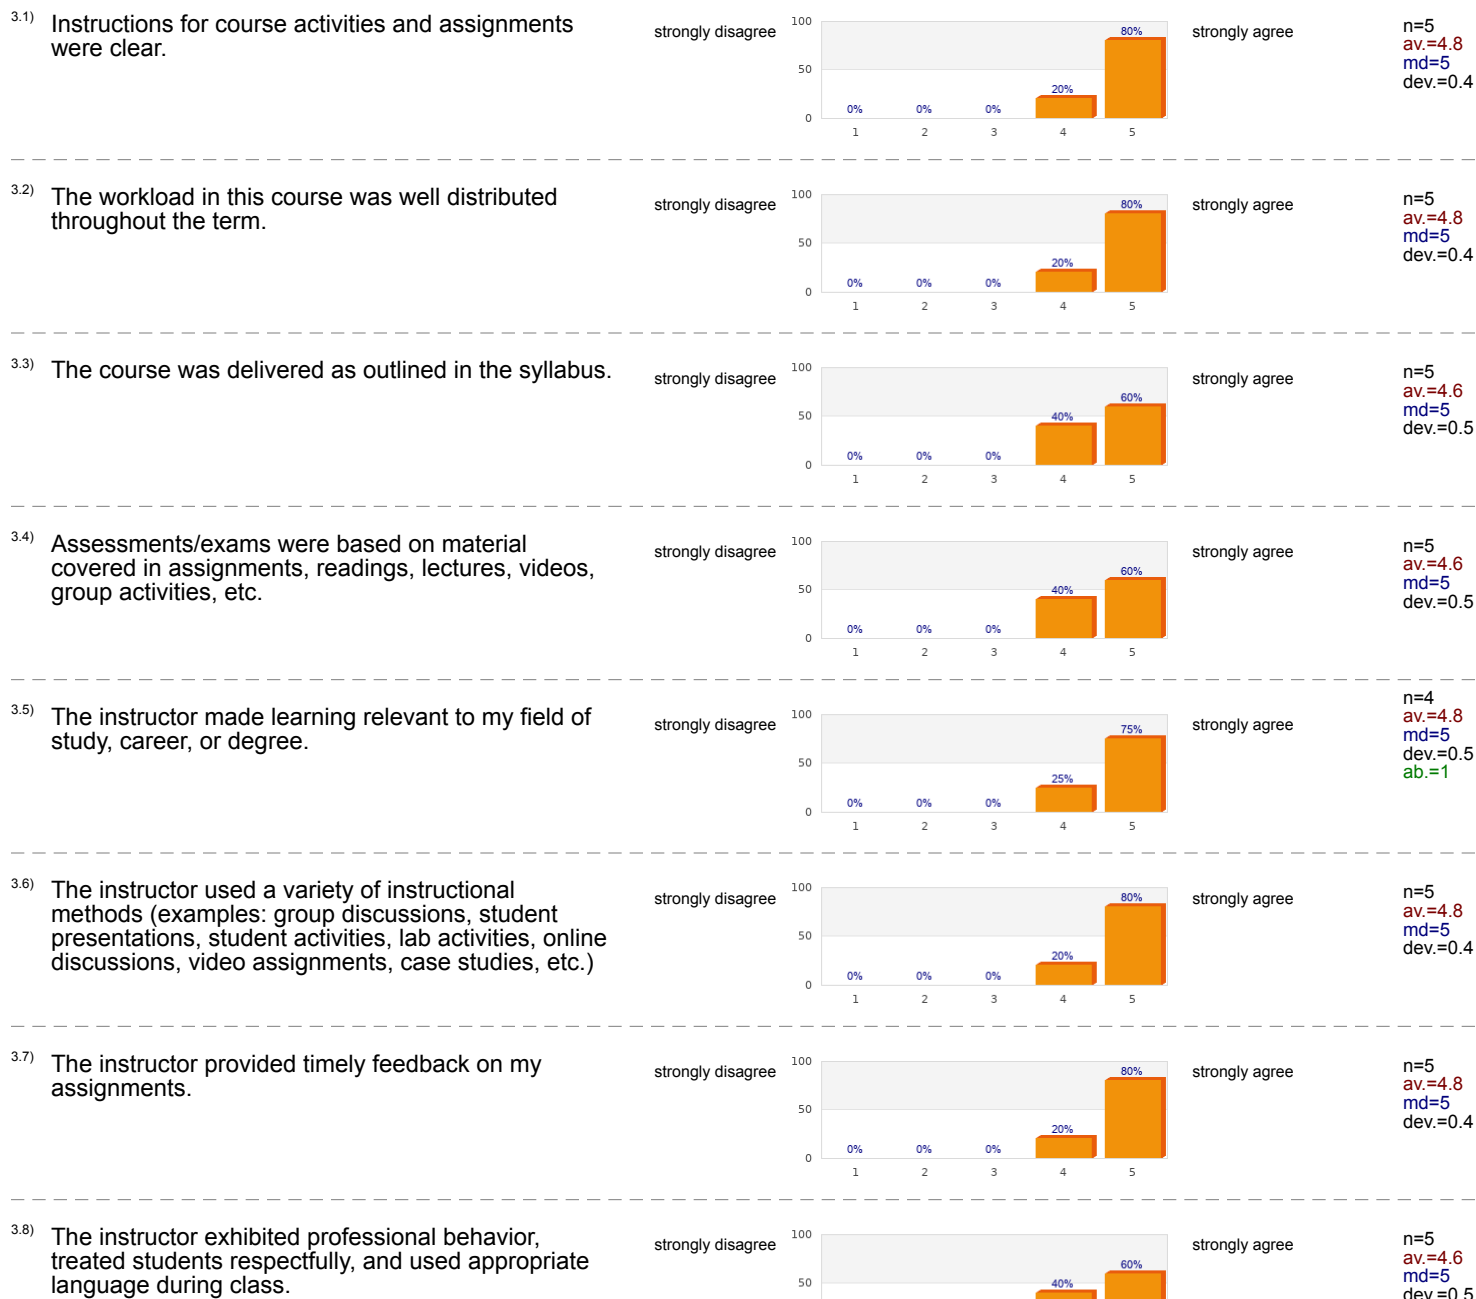 3.1) Instructions for course activities and assignments
were clear.
strongly disagree
100
50
0
0%
0%
0%
20%
80%
1
2
3
4
5
strongly agree
n=5
av.=4.8
md=5
dev.=0.4
3.2) The workload in this course was well distributed
throughout the term.
strongly disagree
100
50
0
0%
0%
0%
20%
80%
1
2
3
4
5
strongly agree
n=5
av.=4.8
md=5
dev.=0.4
3.3) The course was delivered as outlined in the syllabus.
strongly disagree
100
50
0
0%
0%
0%
40%
60%
1
2
3
4
5
strongly agree
n=5
av.=4.6
md=5
dev.=0.5
3.4) Assessments/exams were based on material
covered in assignments, readings, lectures, videos,
group activities, etc.
strongly disagree
100
50
0
0%
0%
0%
40%
60%
1
2
3
4
5
strongly agree
n=5
av.=4.6
md=5
dev.=0.5
3.5) The instructor made learning relevant to my field of
study, career, or degree.
strongly disagree
100
50
0
0%
0%
0%
25%
75%
1
2
3
4
5
strongly agree
n=4
av.=4.8
md=5
dev.=0.5
ab.=1
3.6) The instructor used a variety of instructional
methods (examples: group discussions, student
presentations, student activities, lab activities, online
discussions, video assignments, case studies, etc.)
strongly disagree
100
50
0
0%
0%
0%
20%
80%
1
2
3
4
5
strongly agree
n=5
av.=4.8
md=5
dev.=0.4
3.7) The instructor provided timely feedback on my
assignments.
strongly disagree
100
50
0
0%
0%
0%
20%
80%
1
2
3
4
5
strongly agree
n=5
av.=4.8
md=5
dev.=0.4
3.8) The instructor exhibited professional behavior,
treated students respectfully, and used appropriate
language during class.
strongly disagree
100
50
40%
60%
strongly agree
n=5
av.=4.6
md=5
dev.=0.5